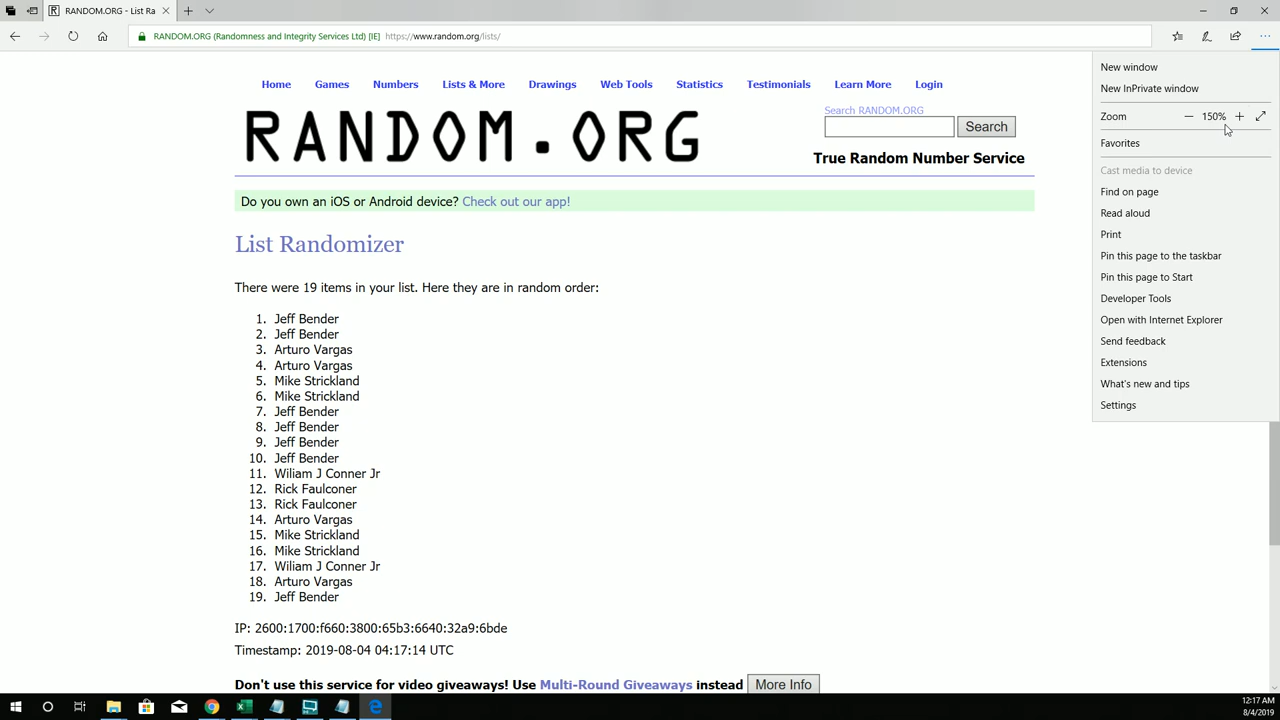 RANDOM.ORG - List Ra
RANDOM.ORG (Randomness and Integrity Services Ltd) [IE] https://www.random.org/lists/
Home Games Numbers Lists & More Drawings Web Tools Statistics Testimonials Learn More Login
RANDOM.ORG
Search RANDOM.ORG
Search
True Random Number Service
Do you own an iOS or Android device? Check out our app!
List Randomizer
There were 19 items in your list. Here they are in random order:
1. Jeff Bender
2. Jeff Bender
3. Arturo Vargas
4. Arturo Vargas
5. Mike Strickland
6. Mike Strickland
7. Jeff Bender
8. Jeff Bender
9. Jeff Bender
10. Jeff Bender
11. Wiliam J Conner Jr
12. Rick Faulconer
13. Rick Faulconer
14. Arturo Vargas
15. Mike Strickland
16. Mike Strickland
17. Wiliam J Conner Jr
18. Arturo Vargas
19. Jeff Bender
IP: 2600:1700:f660:3800:65b3:6640:32a9:6bde
Timestamp: 2019-08-04 04:17:14 UTC
Don't use this service for video giveaways! Use Multi-Round Giveaways instead More Info
New window
New InPrivate window
Zoom 150%
Favorites
Cast media to device
Find on page
Read aloud
Print
Pin this page to the taskbar
Pin this page to Start
Developer Tools
Open with Internet Explorer
Send feedback
Extensions
What's new and tips
Settings
12:17 AM
8/4/2019